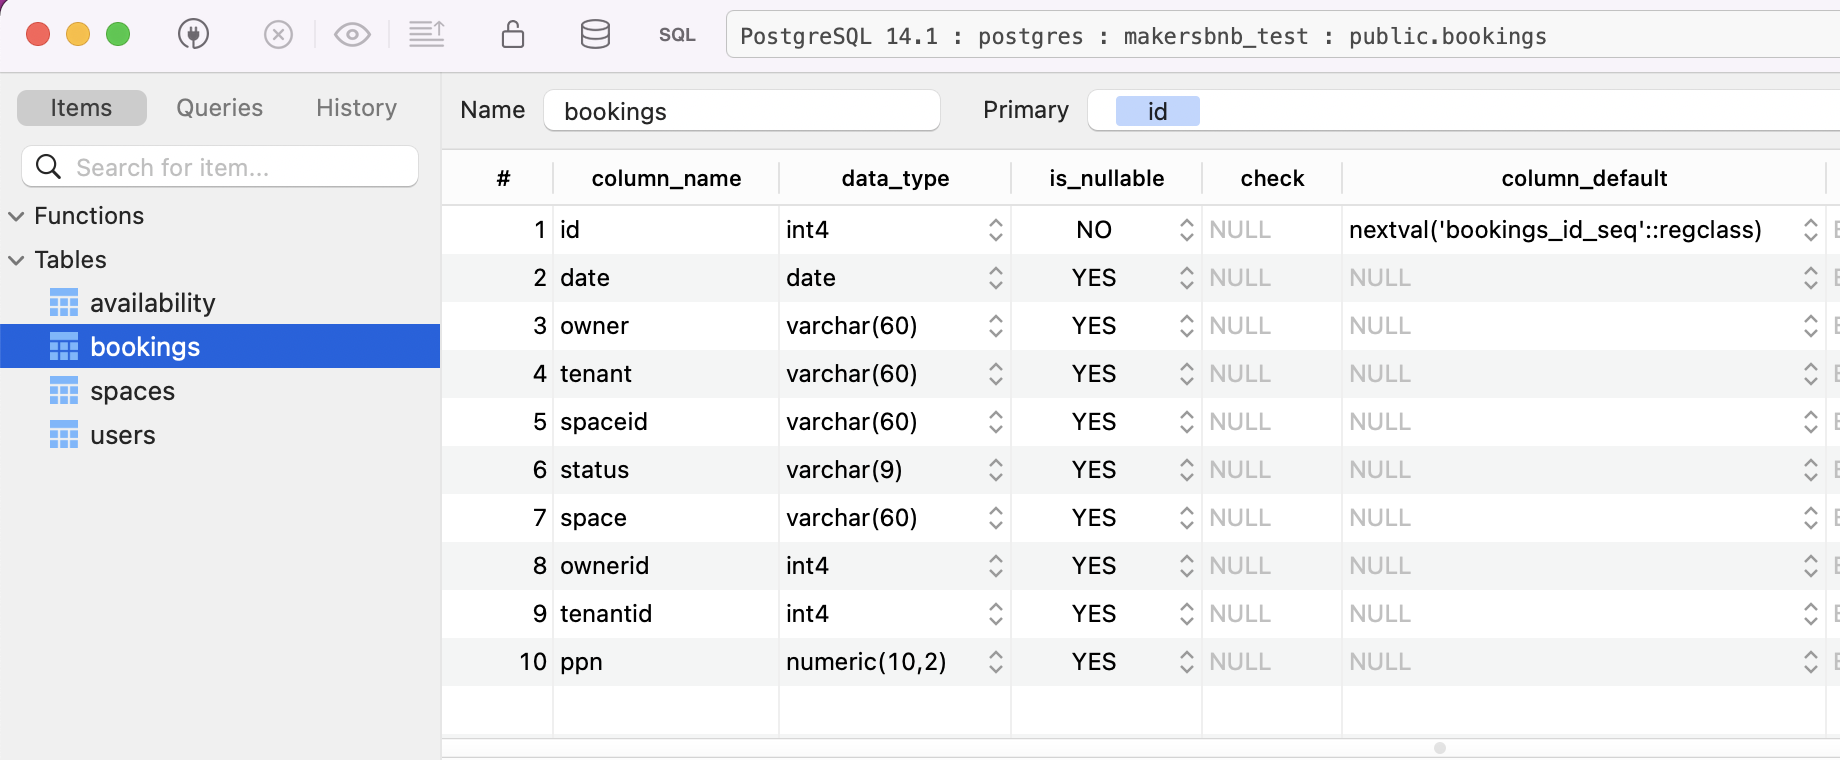 SQL PostgreSQL 14.1 : postgres : makersbnb_test : public.bookings
Items Queries History
Name bookings Primary id
Search for item...
# column_name data_type is_nullable check column_default
Functions
Tables
availability
bookings
spaces
users
1 id int4 NO NULL nextval('bookings_id_seq'::regclass)
2 date date YES NULL NULL
3 owner varchar(60) YES NULL NULL
4 tenant varchar(60) YES NULL NULL
5 spaceid varchar(60) YES NULL NULL
6 status varchar(9) YES NULL NULL
7 space varchar(60) YES NULL NULL
8 ownerid int4 YES NULL NULL
9 tenantid int4 YES NULL NULL
10 ppn numeric(10,2) YES NULL NULL